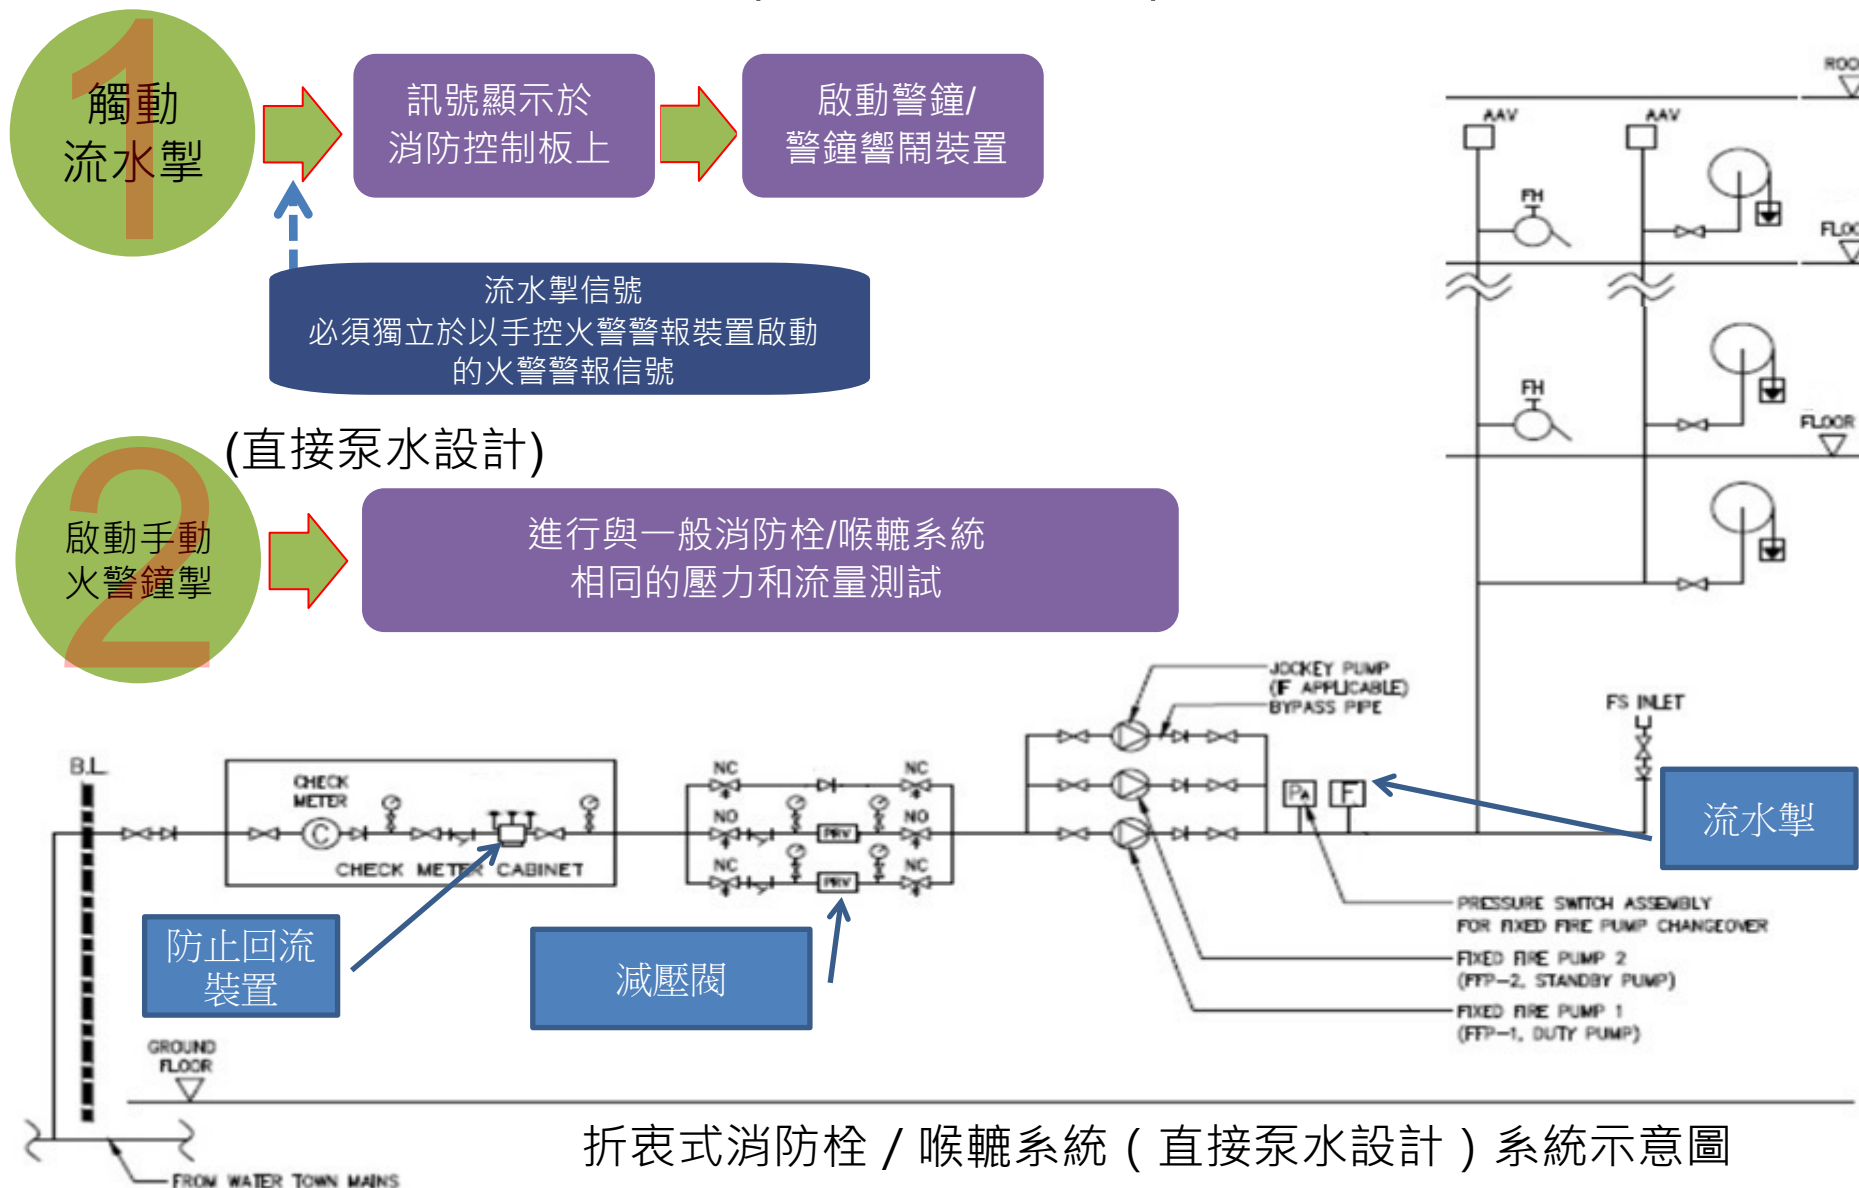 1
觸動
流水掣
訊號顯示於
消防控制板上
啟動警鐘/
警鐘響鬧裝置
流水掣信號
必須獨立於以手控火警警報裝置啟動
的火警警報信號
(直接泵水設計)
2
啟動手動
火警鐘掣
進行與一般消防栓/喉轆系統
相同的壓力和流量測試
AAV
AAV
FH
FH
FLOOR
JOCKEY PUMP
(IF APPLICABLE)
BYPASS PIPE
FS INLET
B.L.
CHECK
METER
C
CHECK METER CABINET
NC
NC
NO
NO
PRV
NC
NC
PRV
PA
F
流水掣
防止回流
裝置
減壓閥
PRESSURE SWITCH ASSEMBLY
FOR FIXED FIRE PUMP CHANGEOVER
FIXED FIRE PUMP 2
(FFP-2, STANDBY PUMP)
FIXED FIRE PUMP 1
(FFP-1, DUTY PUMP)
GROUND
FLOOR
FROM WATER TOWN MAINS
折衷式消防栓 / 喉轆系統 ( 直接泵水設計 ) 系統示意圖